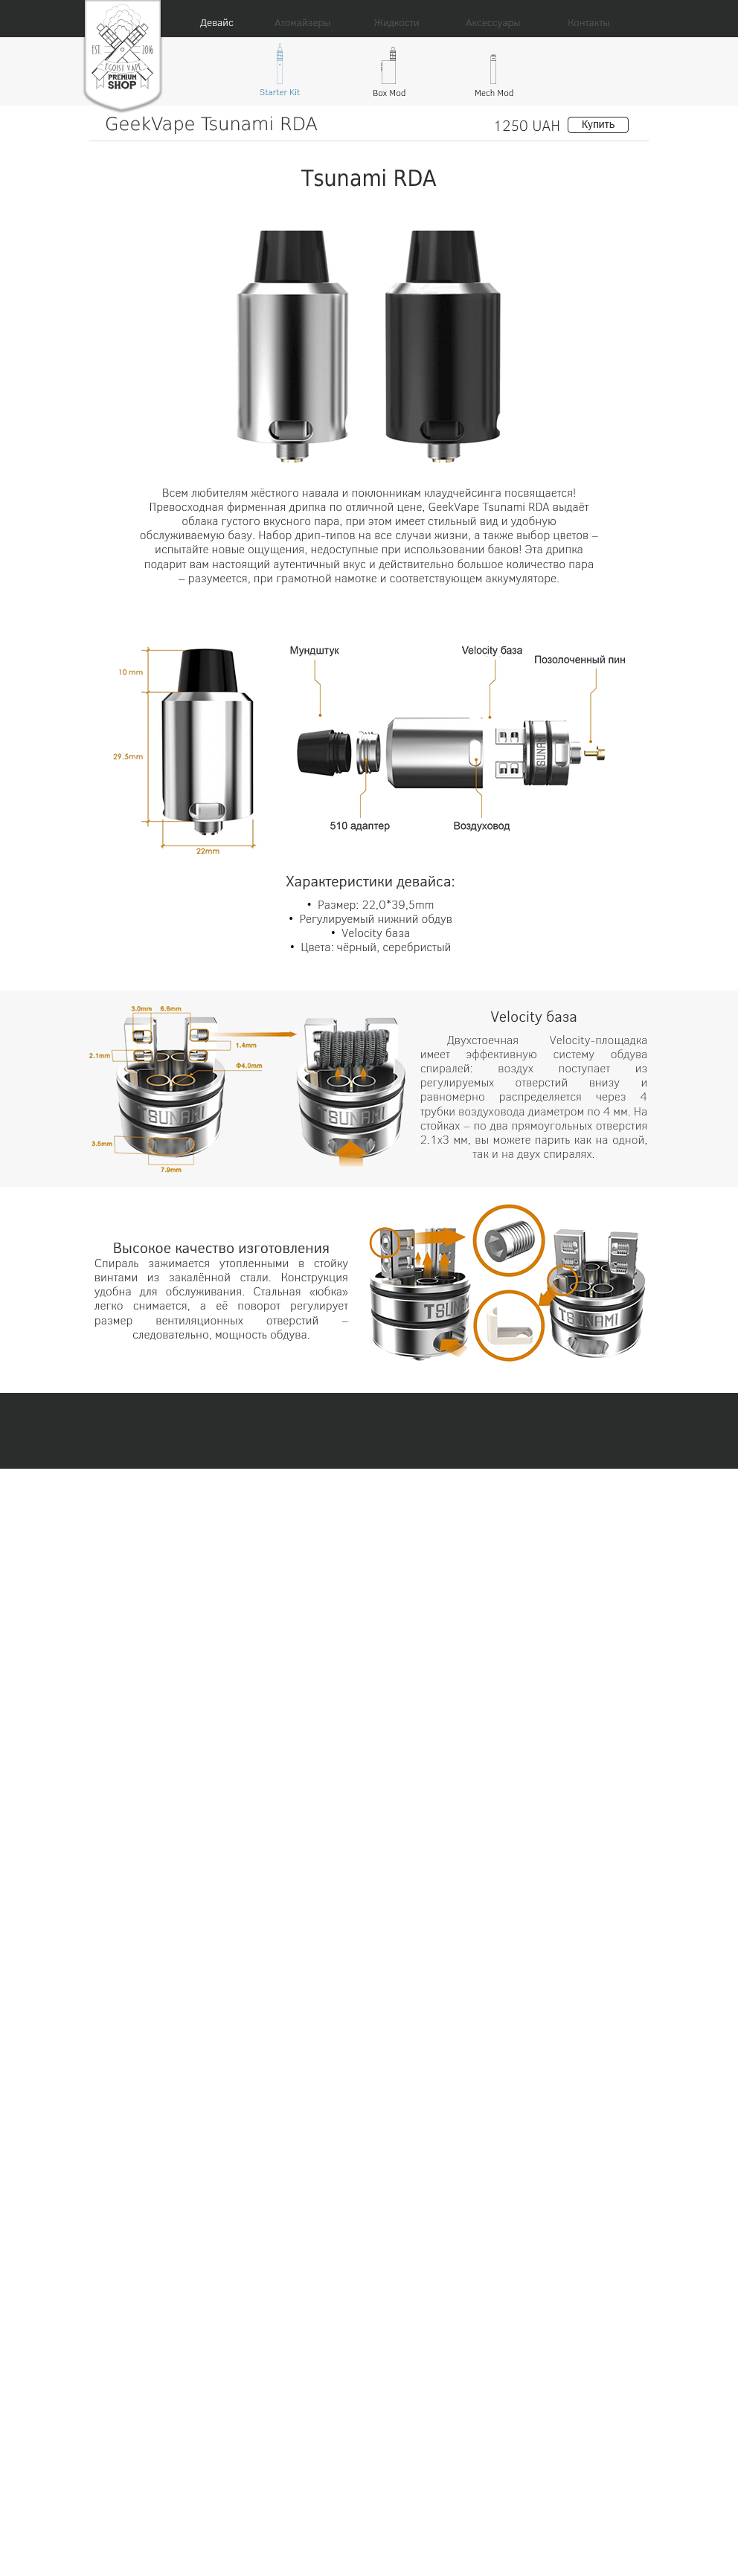 Девайс Атомайзеры Жидкости Аксессуары Контакты
EST 2016
COIST VAPE
PREMIUM
SHOP
Starter Kit Box Mod Mech Mod
GeekVape Tsunami RDA 1250 UAH Купить
Tsunami RDA
Всем любителям жёсткого навала и поклонникам клаудчейсинга посвящается!
Превосходная фирменная дрипка по отличной цене, GeekVape Tsunami RDA выдаёт
облака густого вкусного пара, при этом имеет стильный вид и удобную
обслуживаемую базу. Набор дрип-типов на все случаи жизни, а также выбор цветов –
испытайте новые ощущения, недоступные при использовании баков! Эта дрипка
подарит вам настоящий аутентичный вкус и действительно большое количество пара
– разумеется, при грамотной намотке и соответствующем аккумуляторе.
Мундштук Velocity база
Позолоченный пин
10 mm
29.5mm
TSUNAMI
510 адаптер Воздуховод
22mm
Характеристики девайса:
• Размер: 22,0*39,5mm
• Регулируемый нижний обдув
• Velocity база
• Цвета: чёрный, серебристый
3.0mm 6.6mm
1.4mm
2.1mm
Φ4.0mm
TSUNAMI TSUNAMI
3.5mm
7.9mm
Velocity база
Двухстоечная Velocity-площадка
имеет эффективную систему обдува
спиралей: воздух поступает из
регулируемых отверстий внизу и
равномерно распределяется через 4
трубки воздуховода диаметром по 4 мм. На
стойках – по два прямоугольных отверстия
2.1x3 мм, вы можете парить как на одной,
так и на двух спиралях.
Высокое качество изготовления
Спираль зажимается утопленными в стойку
винтами из закалённой стали. Конструкция
удобна для обслуживания. Стальная «юбка»
легко снимается, а её поворот регулирует
размер вентиляционных отверстий –
следовательно, мощность обдува.
TSUNAM TSUNAMI